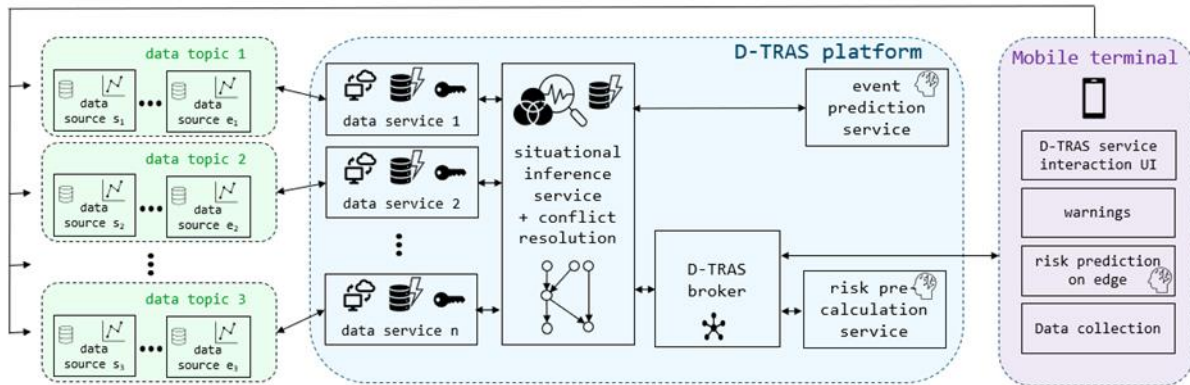 data topic 1
data
source s₁
data
source e₁
data topic 2
data
source s₂
data
source e₂
data topic 3
data
source s₃
data
source e₃
D-TRAS platform
data service 1
data service 2
data service n
situational
inference
service
+ conflict
resolution
event
prediction
service
D-TRAS
broker
risk pre-
calculation
service
Mobile terminal
D-TRAS service
interaction UI
warnings
risk prediction
on edge
Data collection